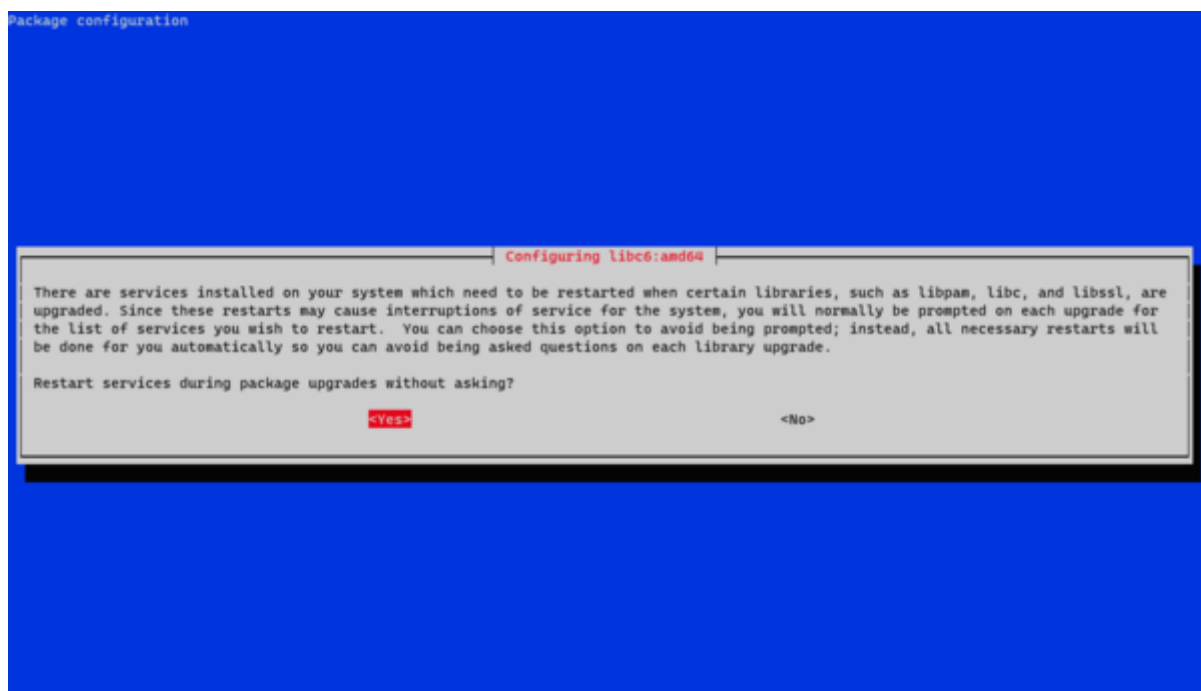 Package configuration
Configuring libc6:amd64
There are services installed on your system which need to be restarted when certain libraries, such as libpam, libc, and libssl, are
upgraded. Since these restarts may cause interruptions of service for the system, you will normally be prompted on each upgrade for
the list of services you wish to restart.  You can choose this option to avoid being prompted; instead, all necessary restarts will
be done for you automatically so you can avoid being asked questions on each library upgrade.
Restart services during package upgrades without asking?
<Yes> <No>